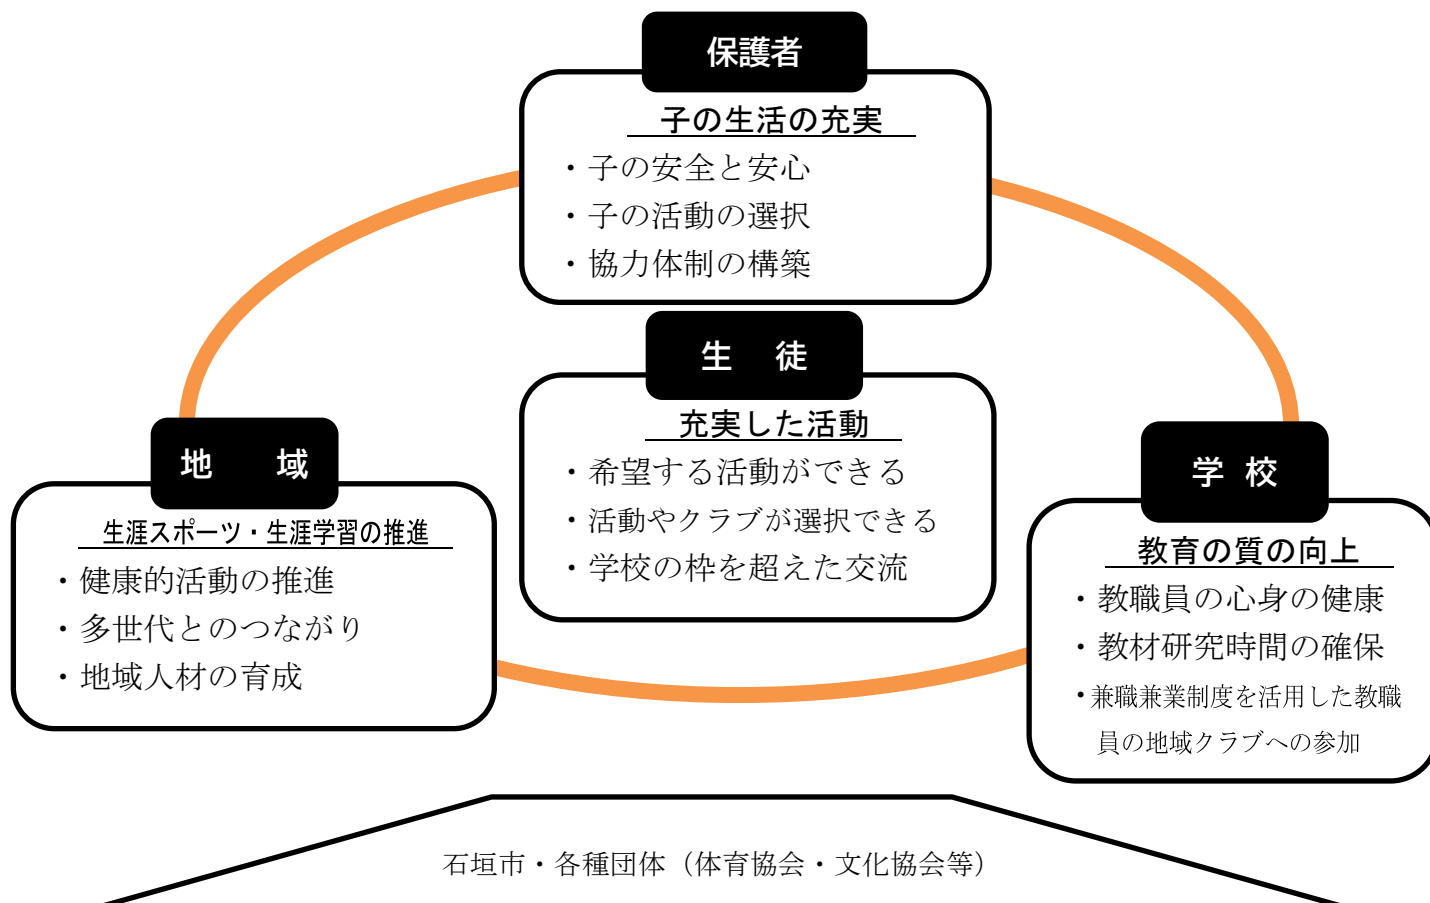 保護者
子の生活の充実
・子の安全と安心
・子の活動の選択
・協力体制の構築
生　徒
充実した活動
・希望する活動ができる
・活動やクラブが選択できる
・学校の枠を超えた交流
地　域
生涯スポーツ・生涯学習の推進
・健康的活動の推進
・多世代とのつながり
・地域人材の育成
学 校
教育の質の向上
・教職員の心身の健康
・教材研究時間の確保
・兼職兼業制度を活用した教職
員の地域クラブへの参加
石垣市・各種団体（体育協会・文化協会等）